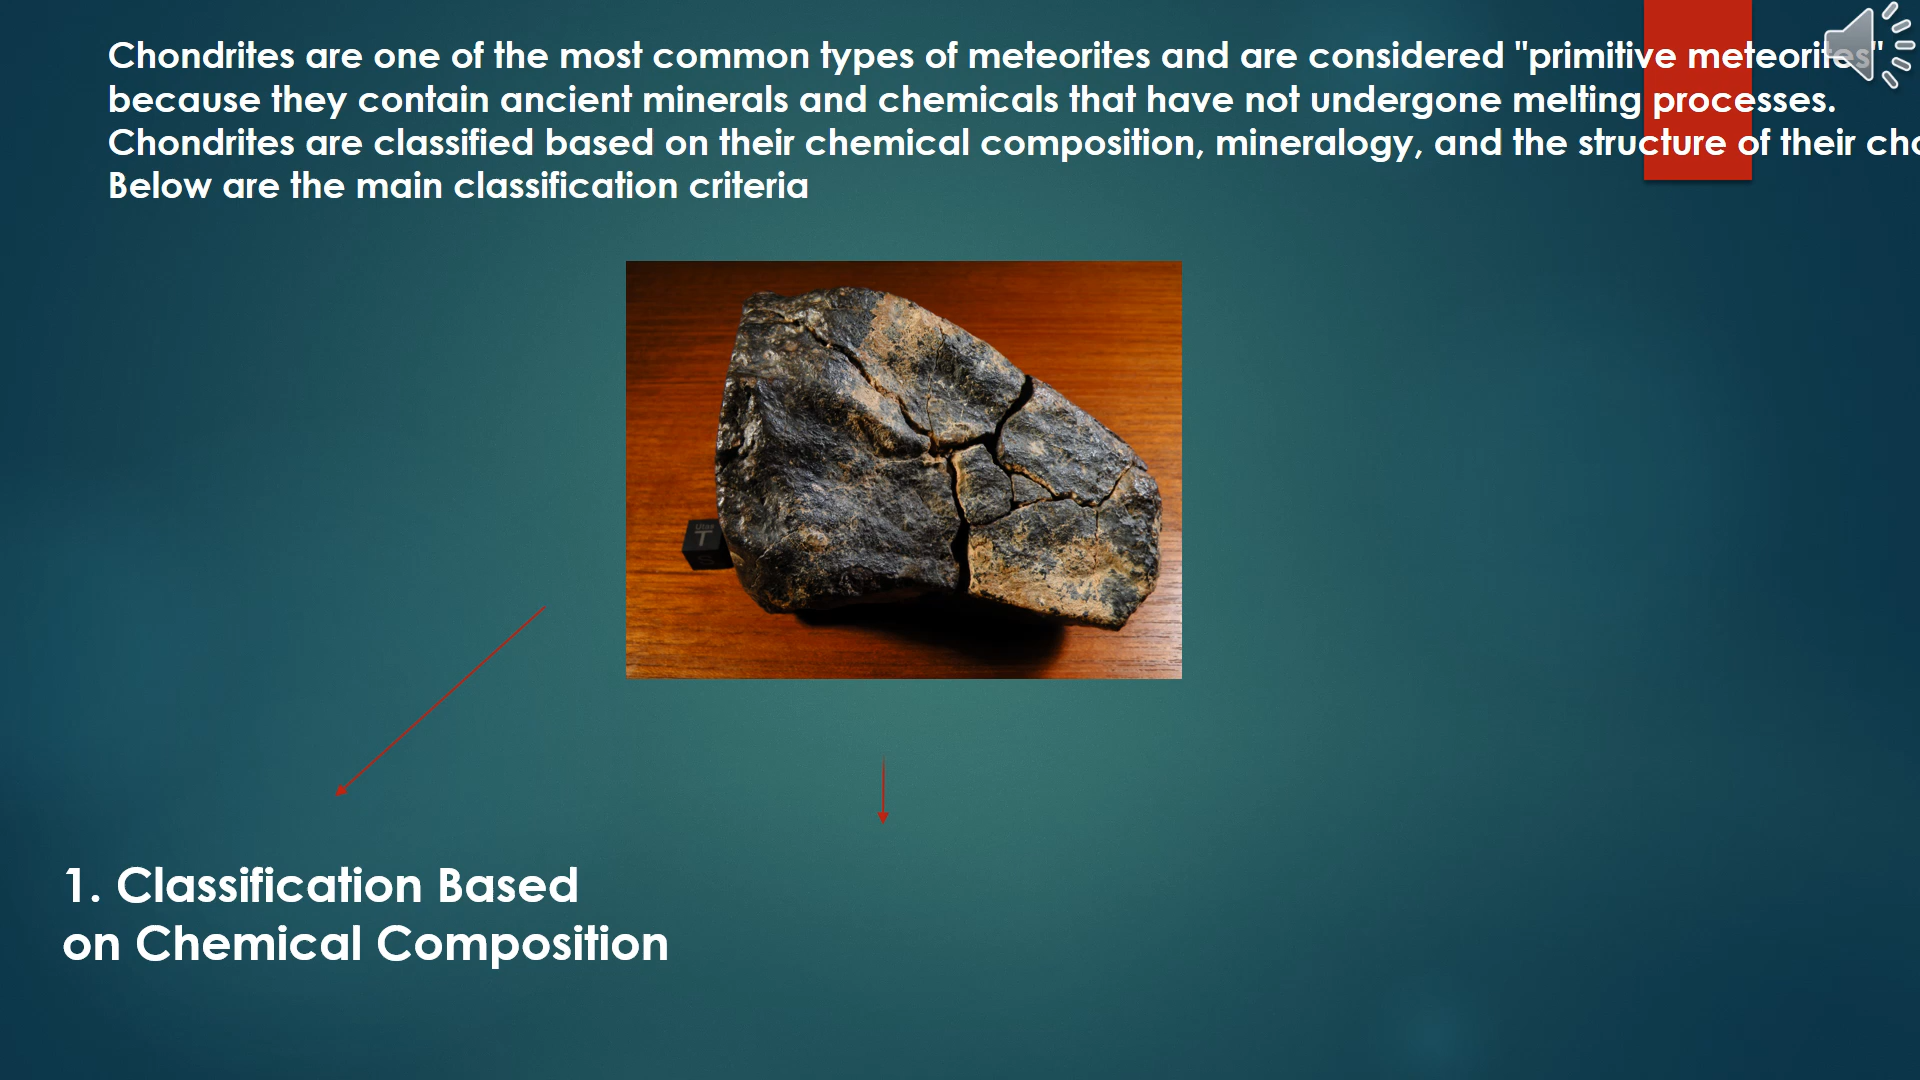 Chondrites are one of the most common types of meteorites and are considered "primitive meteorites"
because they contain ancient minerals and chemicals that have not undergone melting processes.
Chondrites are classified based on their chemical composition, mineralogy, and the structure of their
Below are the main classification criteria
T
1. Classification Based
on Chemical Composition